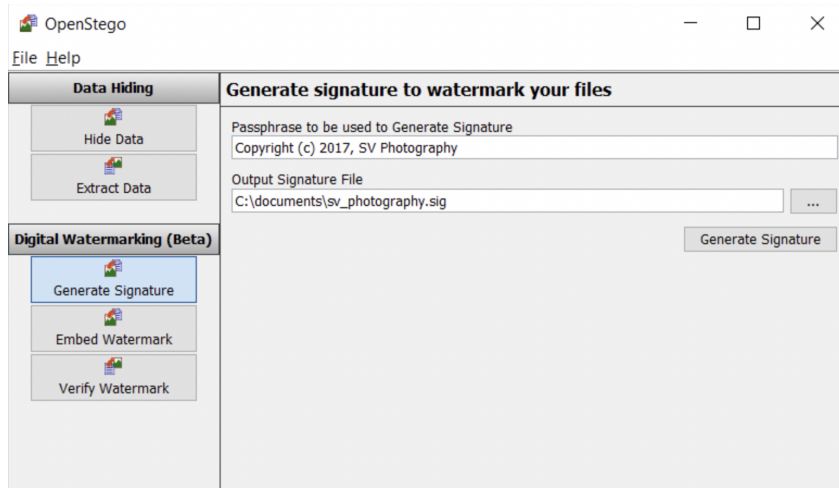 OpenStego
File Help
Data Hiding
Hide Data
Extract Data
Digital Watermarking (Beta)
Generate Signature
Embed Watermark
Verify Watermark
Generate signature to watermark your files
Passphrase to be used to Generate Signature
Copyright (c) 2017, SV Photography
Output Signature File
C:\documents\sv_photography.sig
...
Generate Signature